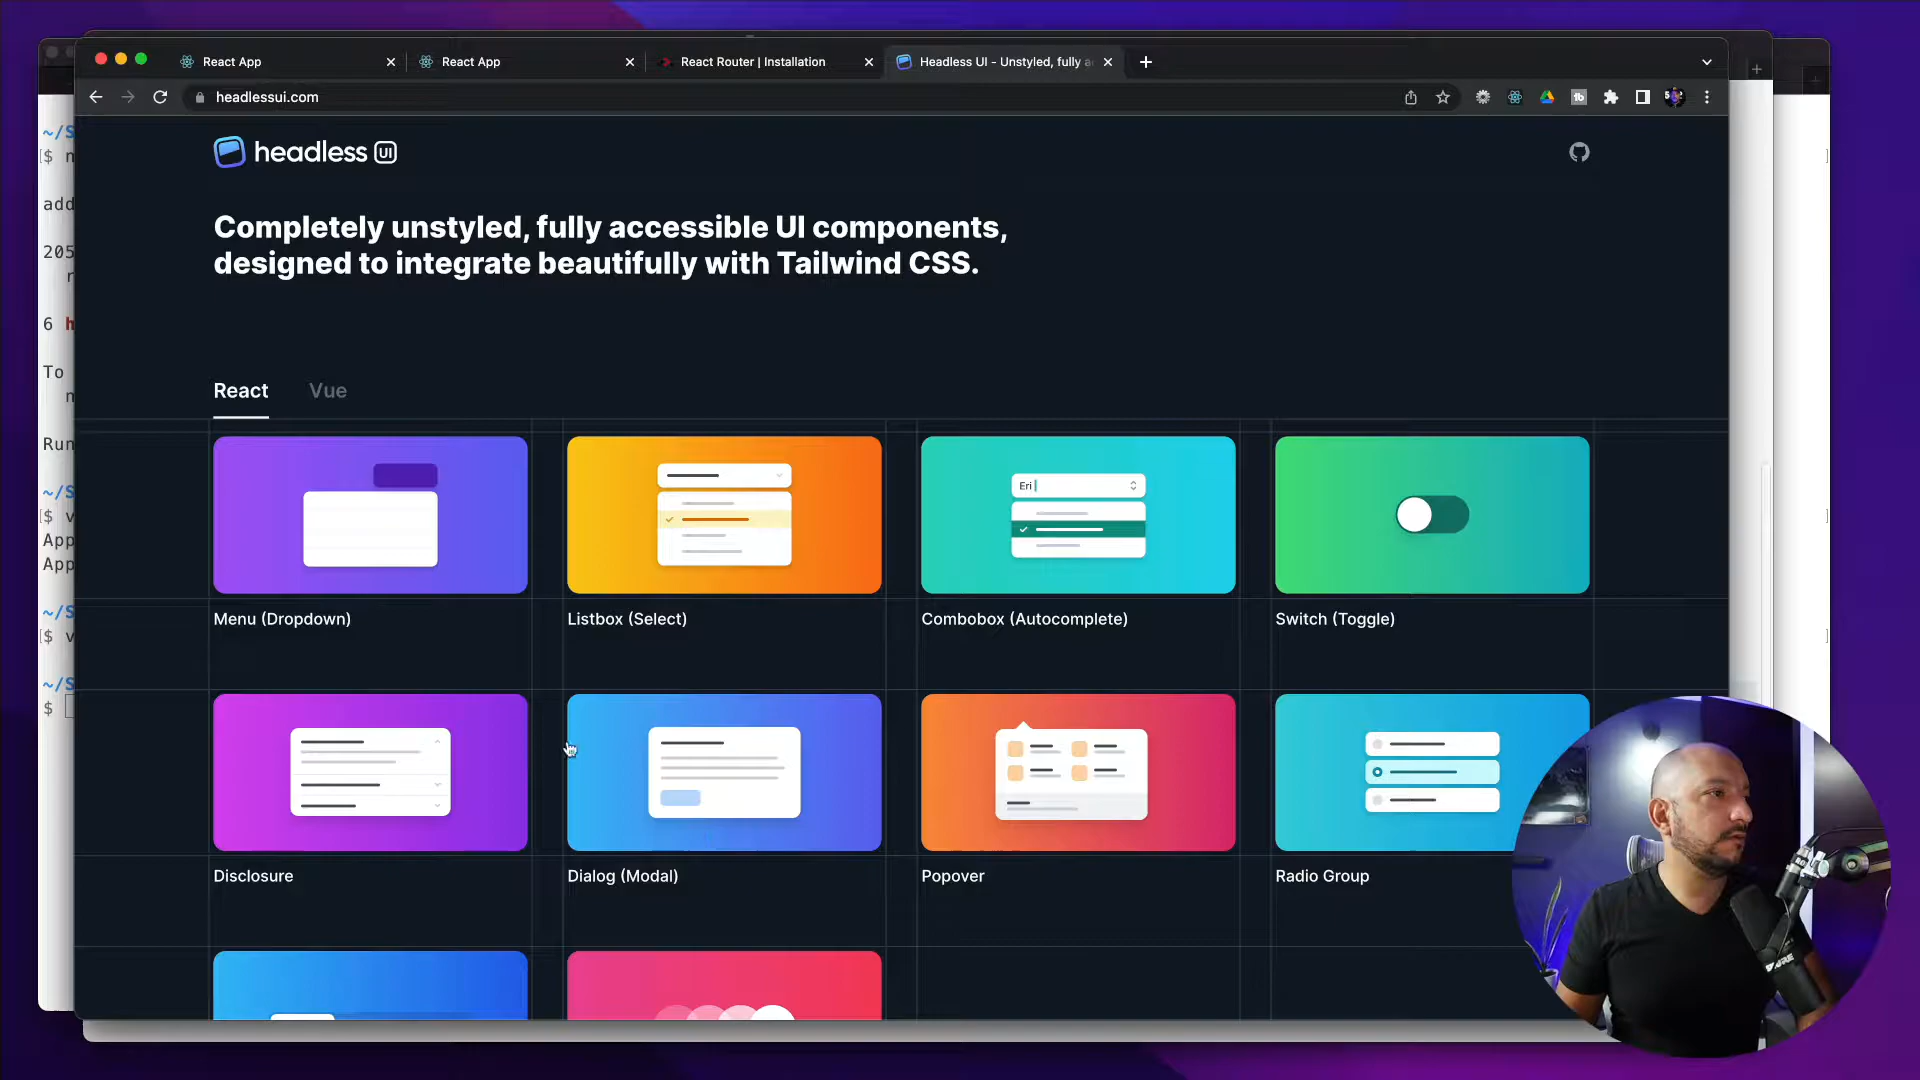 React App
React App
React Router | Installation
Headless UI - Unstyled, fully a
headlessui.com
~/S
[$ n
add
205
r
6 h
To
n
Run
~/S
[$ v
App
App
~/S
[$ v
~/S
$
headless UI
Completely unstyled, fully accessible UI components,
designed to integrate beautifully with Tailwind CSS.
React
Vue
Eri
Menu (Dropdown)
Listbox (Select)
Combobox (Autocomplete)
Switch (Toggle)
Disclosure
Dialog (Modal)
Popover
Radio Group